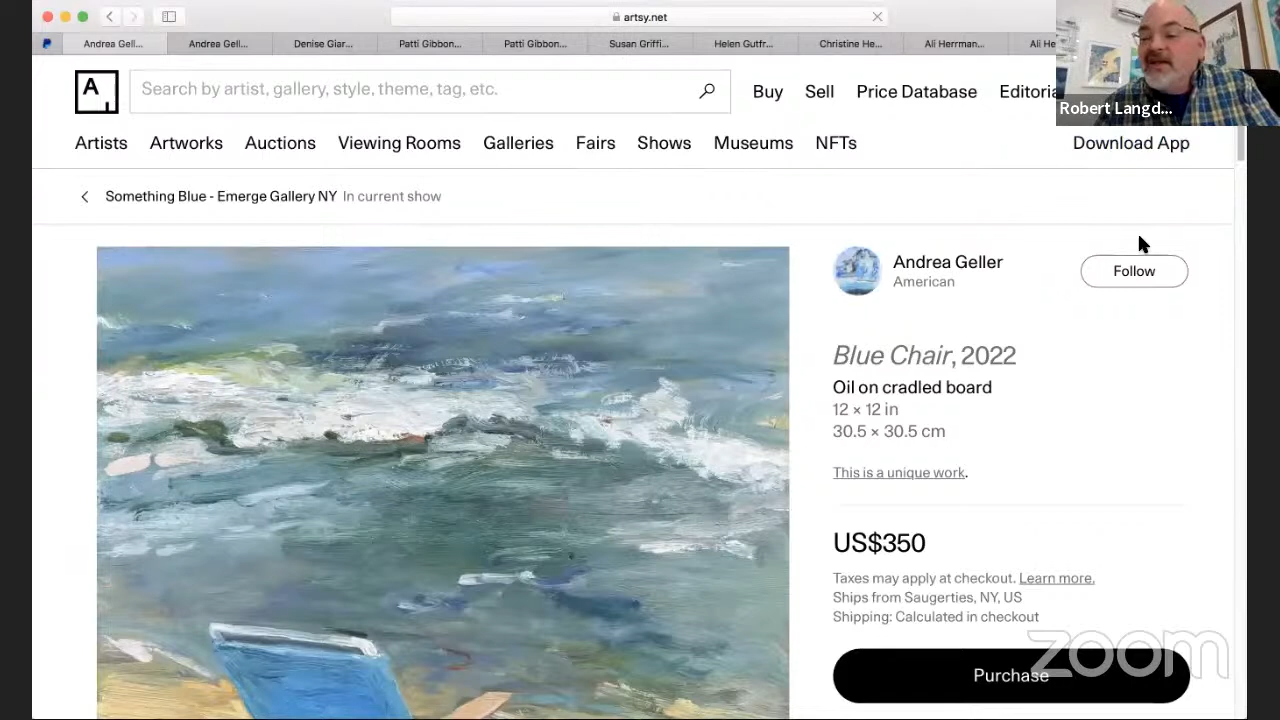 artsy.net
Andrea Gell... Andrea Gell... Denise Giar... Patti Gibbon... Patti Gibbon... Susan Griffi... Helen Gutfr... Christine He... Ali Herrman... Ali He
Robert Langd...
A
Search by artist, gallery, style, theme, tag, etc.
Buy Sell Price Database Editoria
Artists Artworks Auctions Viewing Rooms Galleries Fairs Shows Museums NFTs Download App
Something Blue - Emerge Gallery NY In current show
Andrea Geller
American
Follow
Blue Chair, 2022
Oil on cradled board
12 × 12 in
30.5 × 30.5 cm
This is a unique work.
US$350
Taxes may apply at checkout. Learn more.
Ships from Saugerties, NY, US
Shipping: Calculated in checkout
Purchase
zoom